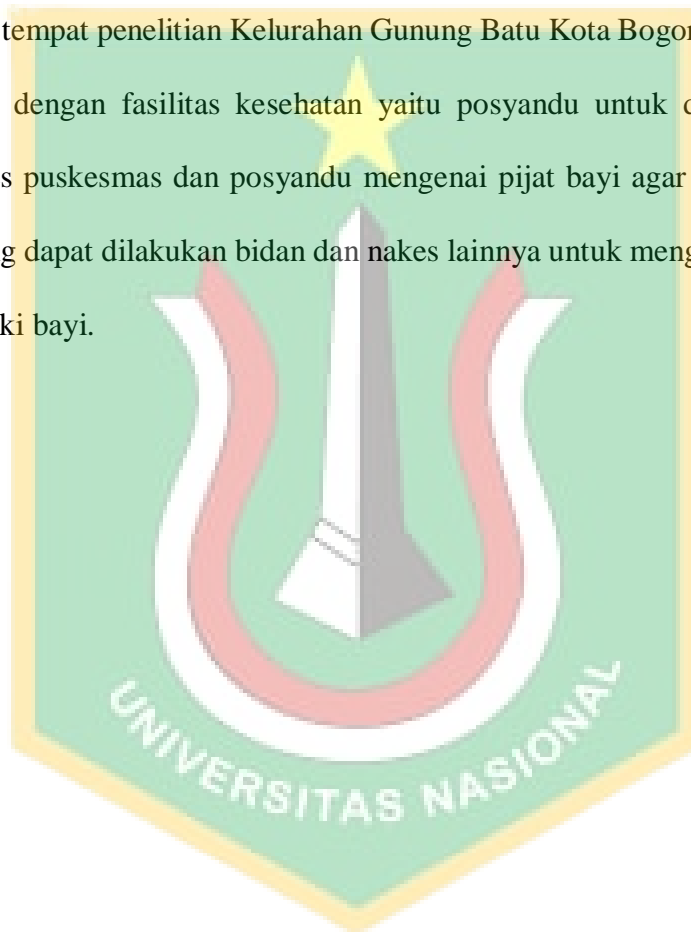 tempat penelitian Kelurahan Gunung Batu Kota Bogor
dengan fasilitas kesehatan yaitu posyandu untuk
s puskesmas dan posyandu mengenai pijat bayi agar
g dapat dilakukan bidan dan nakes lainnya untuk meng
ki bayi.
UNIVERSITAS NASIONAL